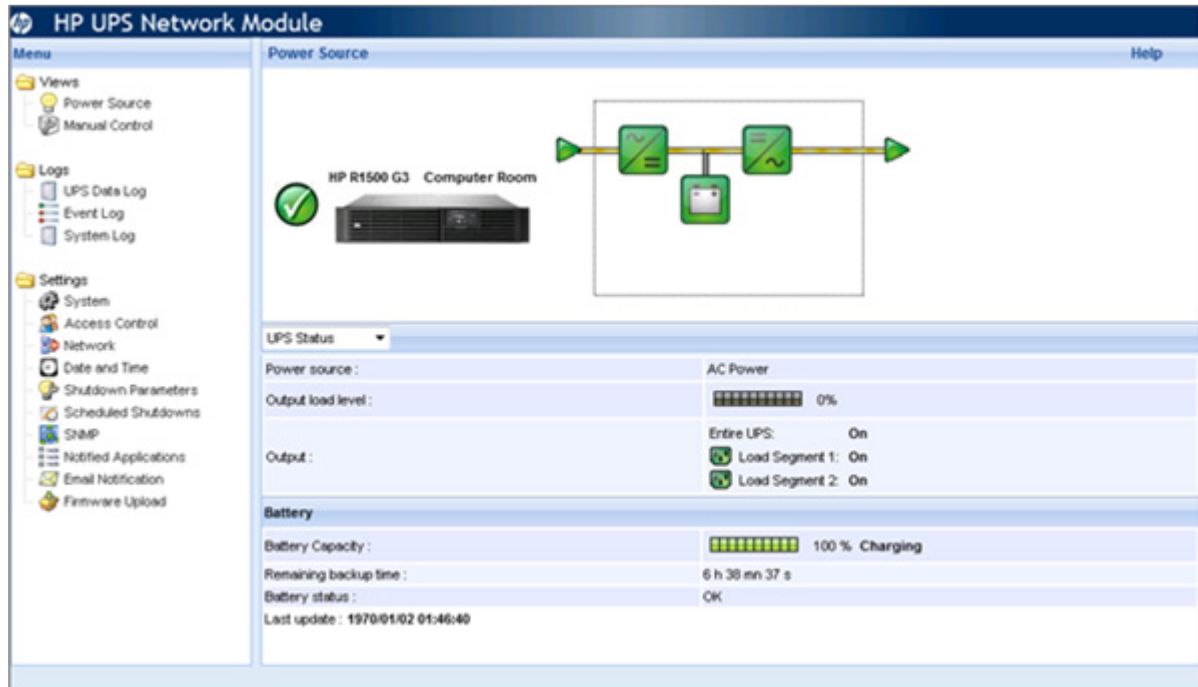 HP UPS Network Module
Menu
Views
Power Source
Manual Control
Logs
UPS Data Log
Event Log
System Log
Settings
System
Access Control
Network
Date and Time
Shutdown Parameters
Scheduled Shutdowns
SNMP
Notified Applications
Email Notification
Firmware Upload
Power Source Help
HP R1500 G3 Computer Room
UPS Status
Power source : AC Power
Output load level : 0%
Output :
Entire UPS: On
Load Segment 1: On
Load Segment 2: On
Battery
Battery Capacity : 100 % Charging
Remaining backup time : 6 h 38 mn 37 s
Battery status : OK
Last update : 1970/01/02 01:46:40